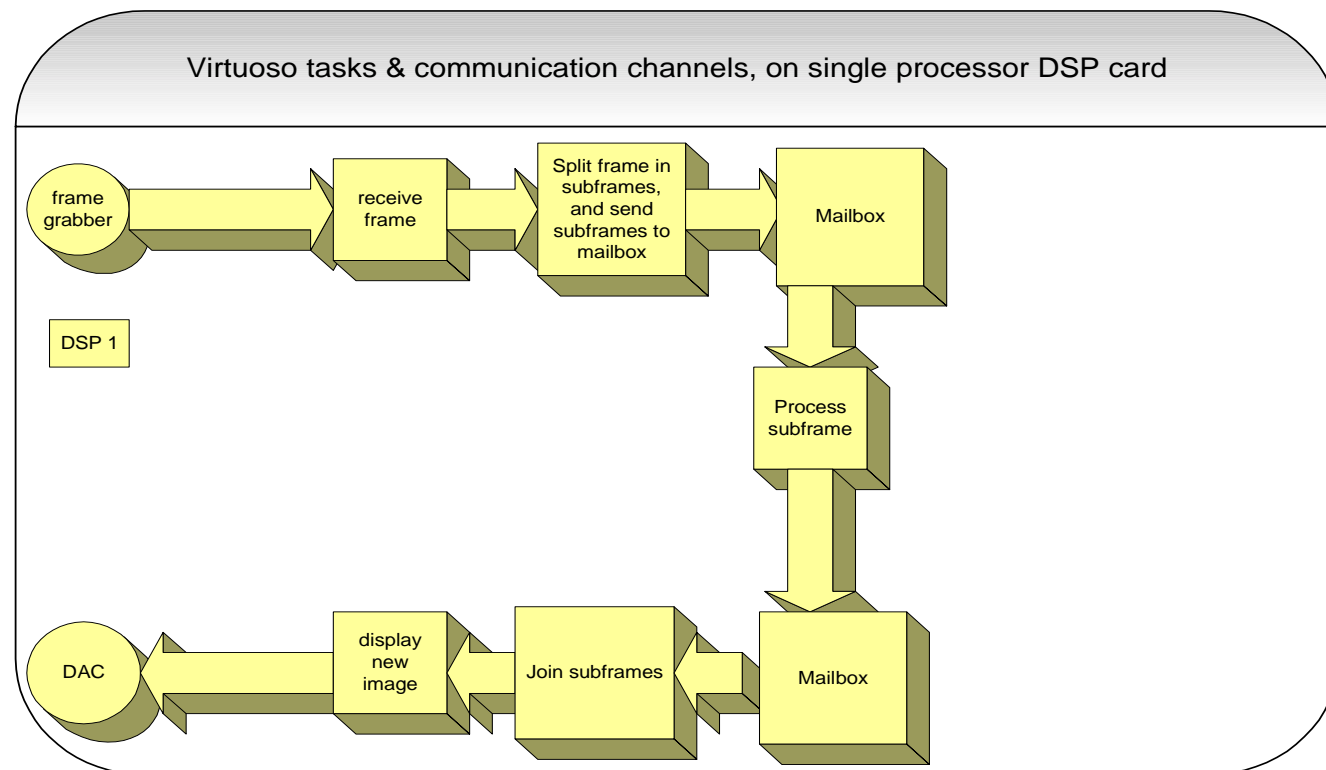 Virtuoso tasks & communication channels, on single processor DSP card
frame
grabber
receive
frame
Split frame in
subframes,
and send
subframes to
mailbox
Mailbox
DSP 1
Process
subframe
DAC
display
new
image
Join subframes
Mailbox